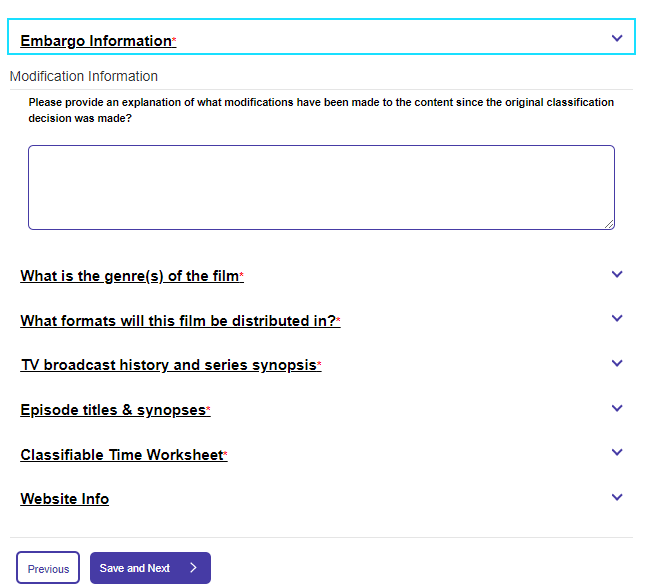 Embargo Information*
Modification Information
Please provide an explanation of what modifications have been made to the content since the original classification
decision was made?
What is the genre(s) of the film*
What formats will this film be distributed in?*
TV broadcast history and series synopsis*
Episode titles & synopses*
Classifiable Time Worksheet*
Website Info
Previous
Save and Next